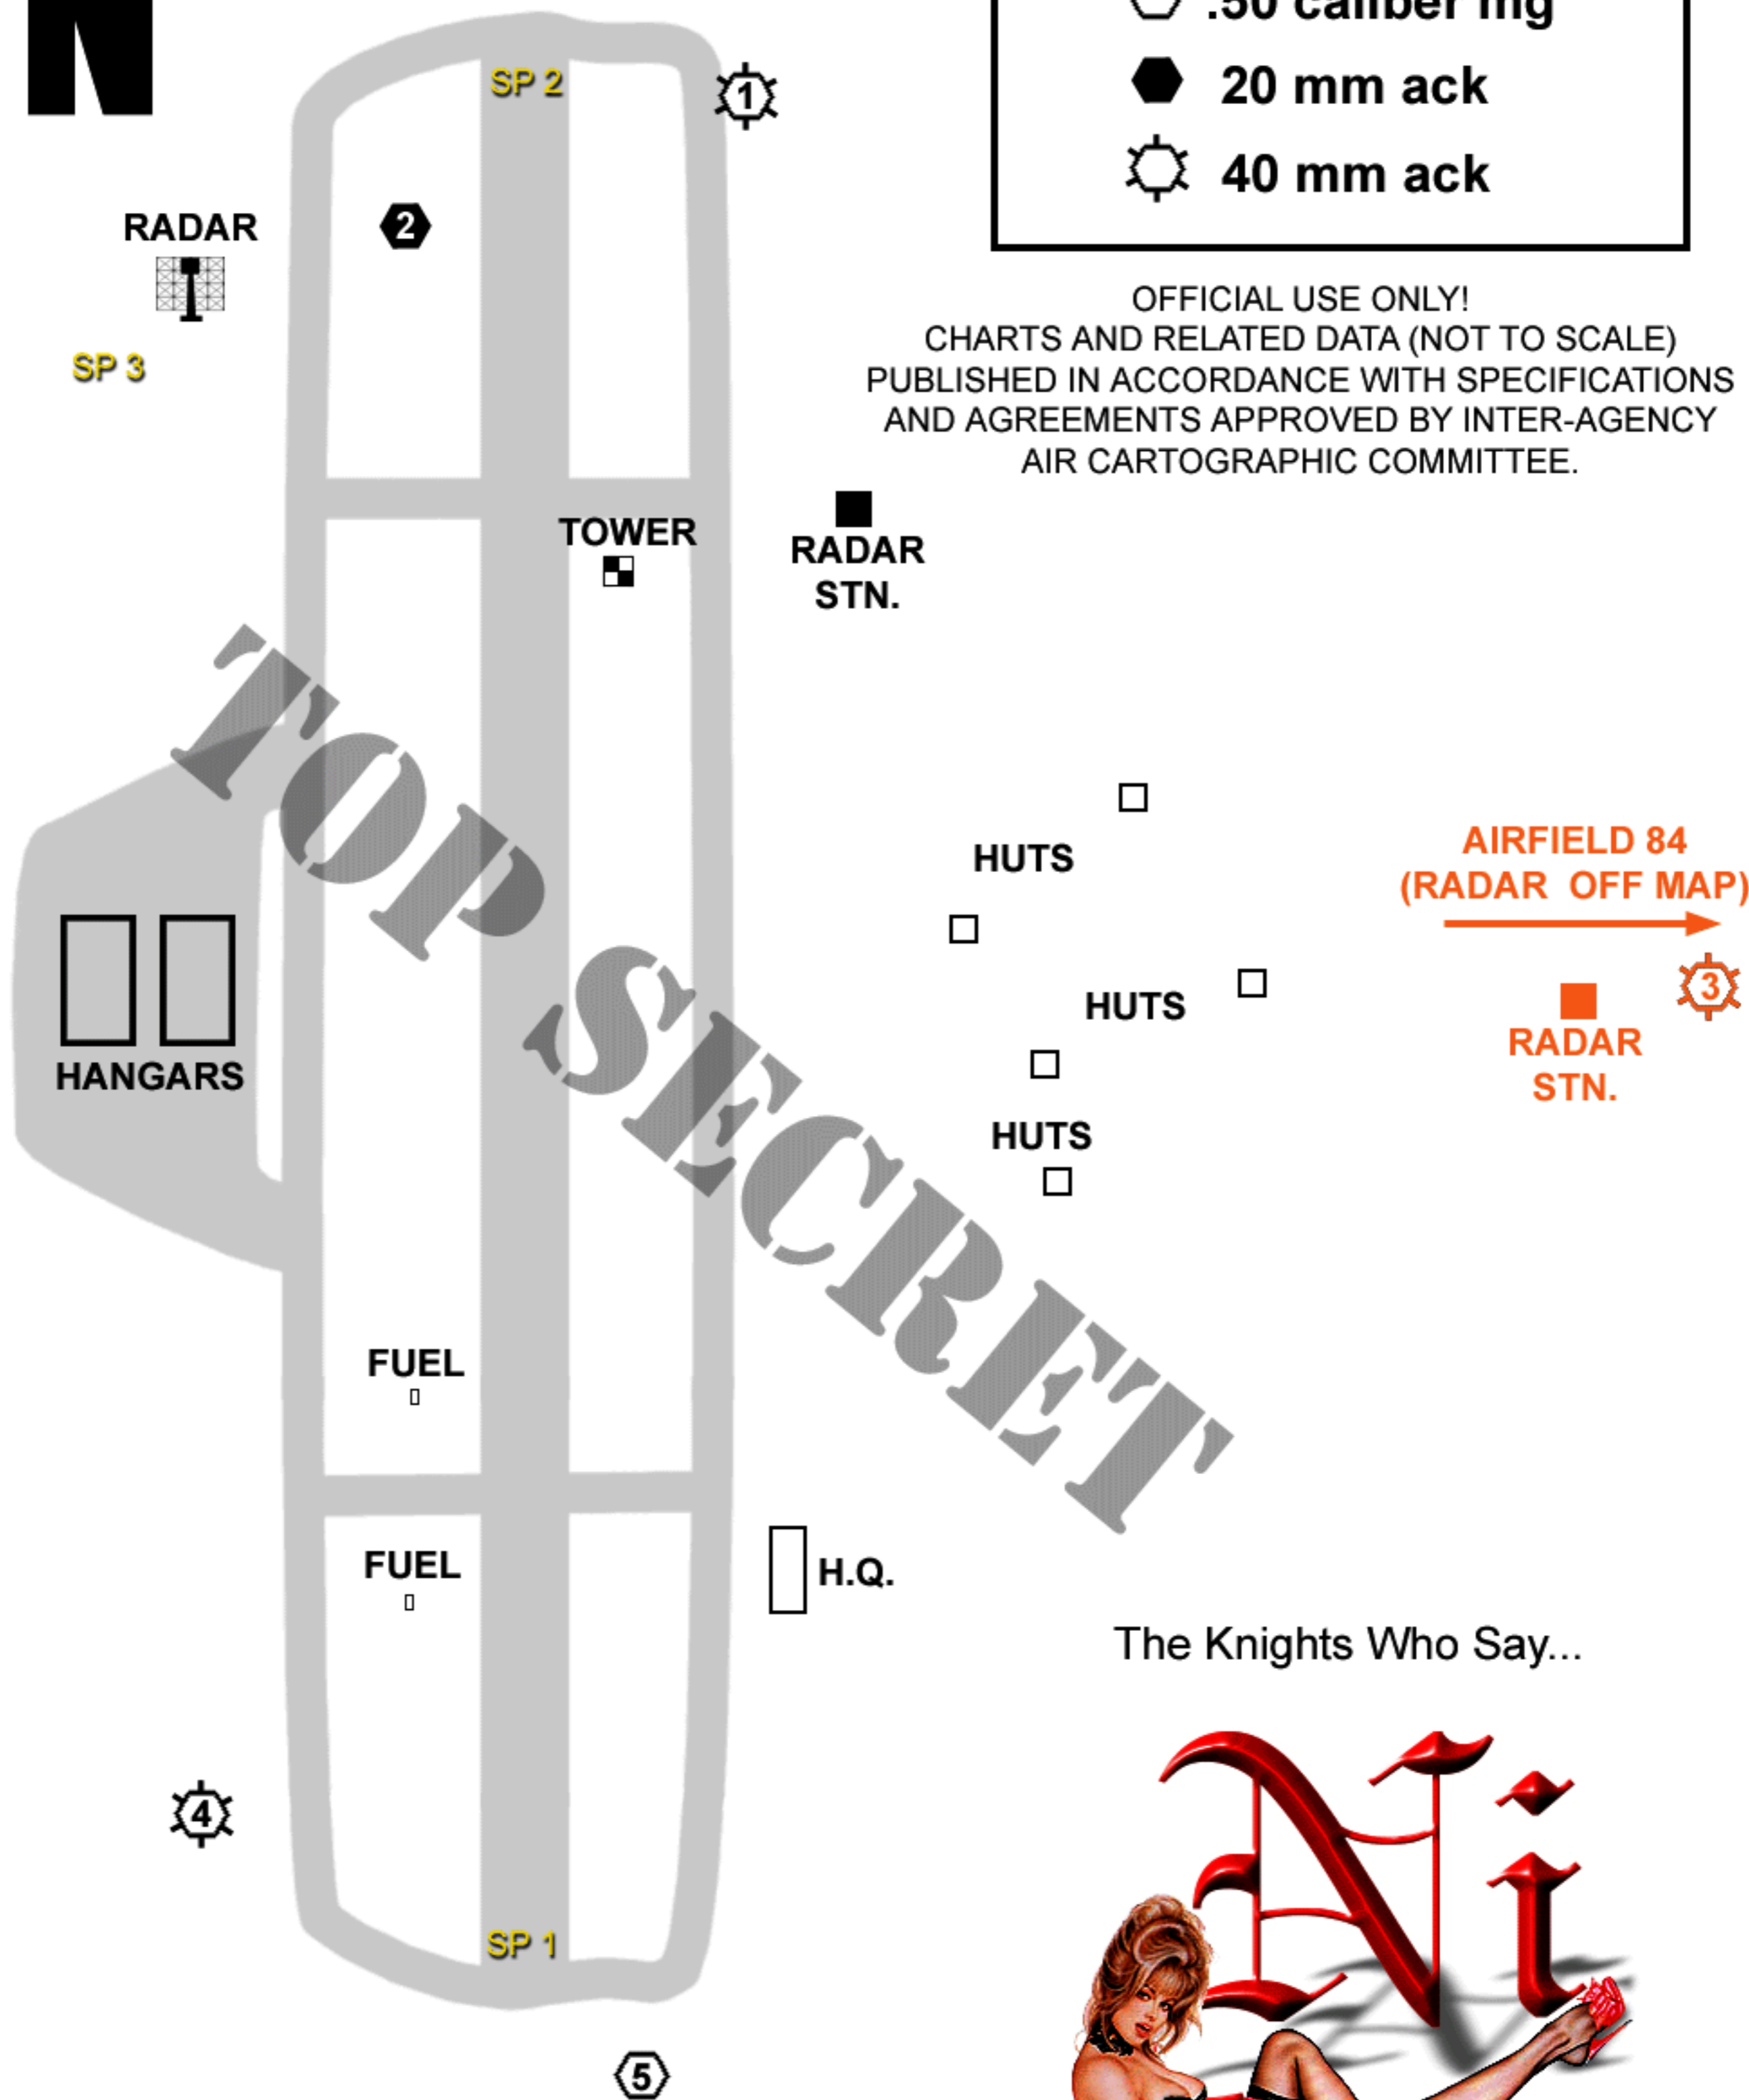 N
.50 caliber mg
20 mm ack
40 mm ack
OFFICIAL USE ONLY!
CHARTS AND RELATED DATA (NOT TO SCALE)
PUBLISHED IN ACCORDANCE WITH SPECIFICATIONS
AND AGREEMENTS APPROVED BY INTER-AGENCY
AIR CARTOGRAPHIC COMMITTEE.
SP 2
1
2
RADAR
SP 3
TOWER
RADAR
STN.
TOP SECRET
HUTS
HUTS
HUTS
AIRFIELD 84
(RADAR OFF MAP)
3
RADAR
STN.
HANGARS
FUEL
FUEL
H.Q.
4
SP 1
5
The Knights Who Say...
Ni